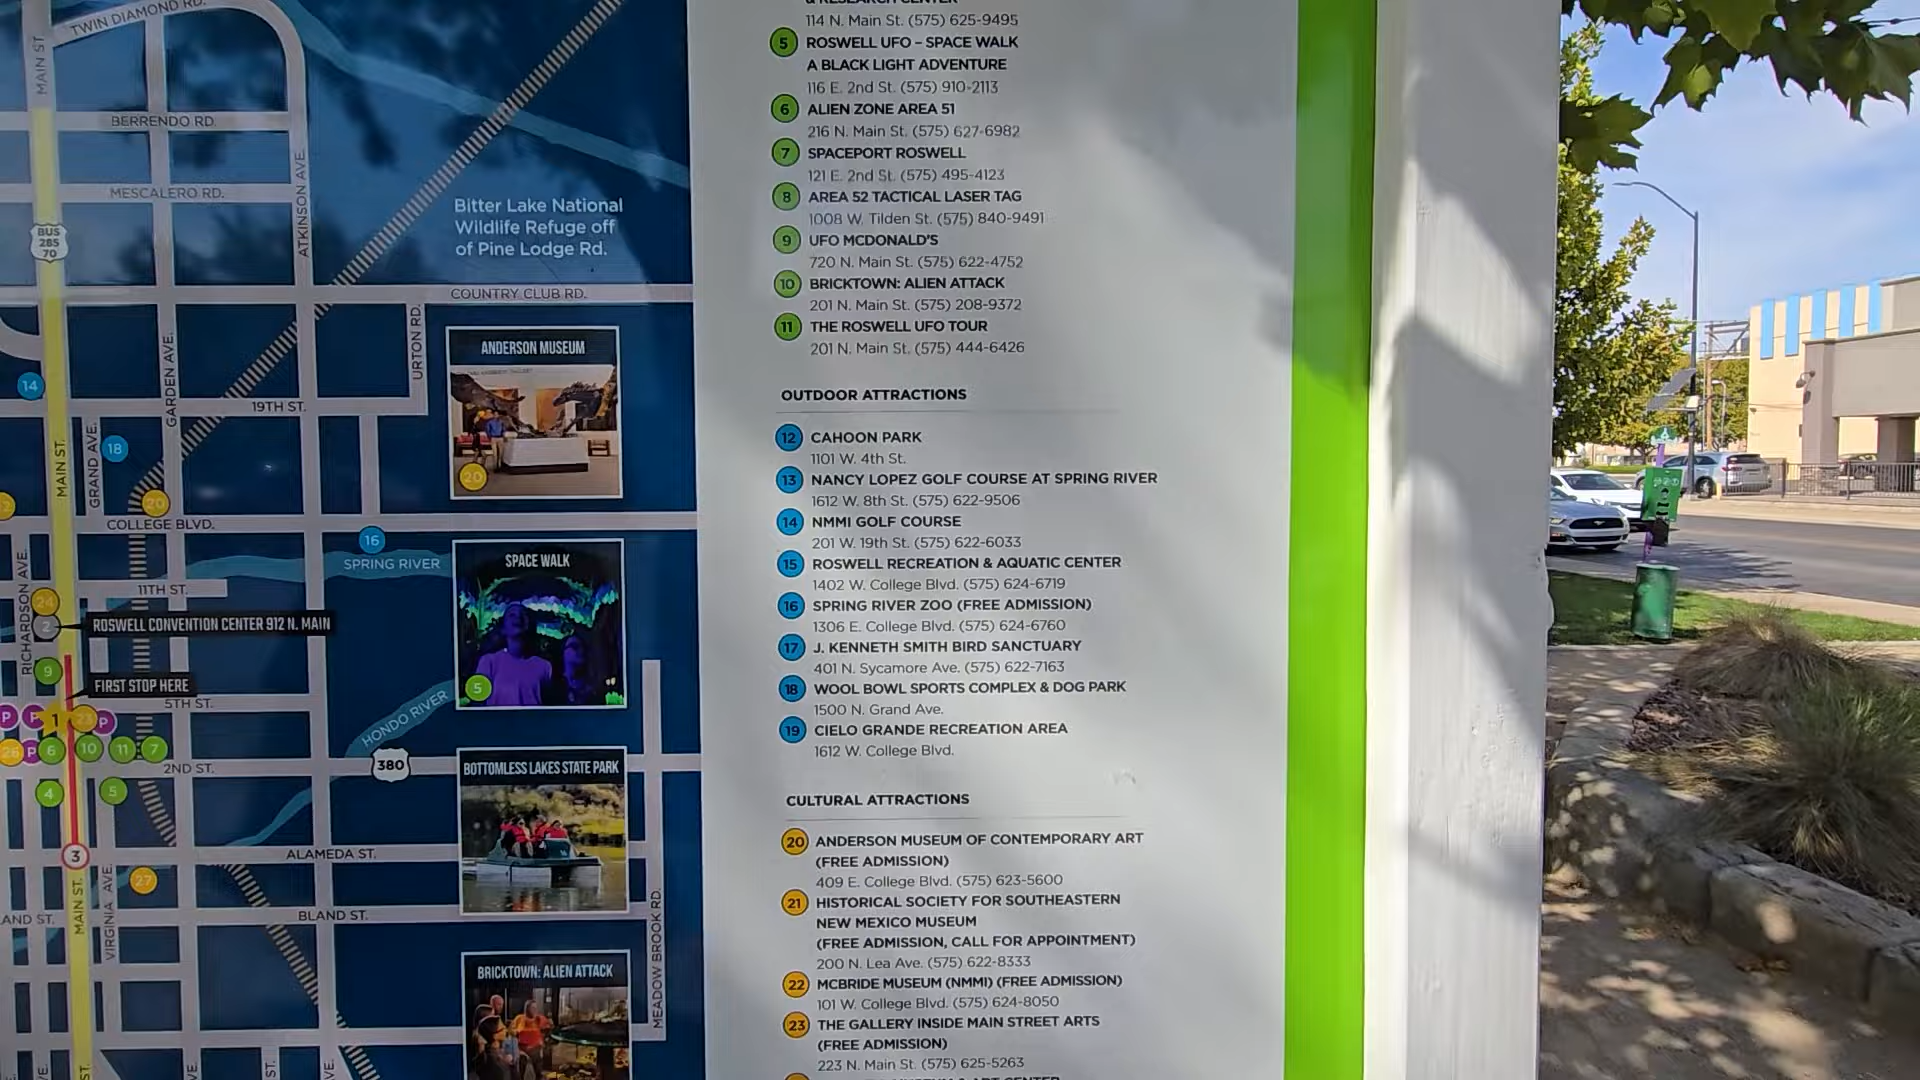 TWIN DIAMOND RD.
MAIN ST
BERRENDO RD.
MESCALERO RD.
ATKINSON AVE.
BUS
285
70
Bitter Lake National
Wildlife Refuge off
of Pine Lodge Rd.
COUNTRY CLUB RD.
URTON RD.
GARDEN AVE.
14
19TH ST.
MAIN ST.
GRAND AVE.
18
20
COLLEGE BLVD.
16
SPRING RIVER
RICHARDSON AVE.
11TH ST.
24
2
ROSWELL CONVENTION CENTER 912 N. MAIN
9
FIRST STOP HERE
5TH ST.
P
P
1
23
P
HONDO RIVER
26
P
6
10
11
7
2ND ST.
380
4
5
3
ALAMEDA ST.
27
MAIN ST.
VIRGINIA AVE.
BLAND ST.
MEADOW BROOK RD.
ANDERSON MUSEUM
20
SPACE WALK
5
BOTTOMLESS LAKES STATE PARK
BRICKTOWN: ALIEN ATTACK
& RESEARCH CENTER
114 N. Main St. (575) 625-9495
5 ROSWELL UFO – SPACE WALK
A BLACK LIGHT ADVENTURE
116 E. 2nd St. (575) 910-2113
6 ALIEN ZONE AREA 51
216 N. Main St. (575) 627-6982
7 SPACEPORT ROSWELL
121 E. 2nd St. (575) 495-4123
8 AREA 52 TACTICAL LASER TAG
1008 W. Tilden St. (575) 840-9491
9 UFO MCDONALD'S
720 N. Main St. (575) 622-4752
10 BRICKTOWN: ALIEN ATTACK
201 N. Main St. (575) 208-9372
11 THE ROSWELL UFO TOUR
201 N. Main St. (575) 444-6426
OUTDOOR ATTRACTIONS
12 CAHOON PARK
1101 W. 4th St.
13 NANCY LOPEZ GOLF COURSE AT SPRING RIVER
1612 W. 8th St. (575) 622-9506
14 NMMI GOLF COURSE
201 W. 19th St. (575) 622-6033
15 ROSWELL RECREATION & AQUATIC CENTER
1402 W. College Blvd. (575) 624-6719
16 SPRING RIVER ZOO (FREE ADMISSION)
1306 E. College Blvd. (575) 624-6760
17 J. KENNETH SMITH BIRD SANCTUARY
401 N. Sycamore Ave. (575) 622-7163
18 WOOL BOWL SPORTS COMPLEX & DOG PARK
1500 N. Grand Ave.
19 CIELO GRANDE RECREATION AREA
1612 W. College Blvd.
CULTURAL ATTRACTIONS
20 ANDERSON MUSEUM OF CONTEMPORARY ART
(FREE ADMISSION)
409 E. College Blvd. (575) 623-5600
21 HISTORICAL SOCIETY FOR SOUTHEASTERN
NEW MEXICO MUSEUM
(FREE ADMISSION, CALL FOR APPOINTMENT)
200 N. Lea Ave. (575) 622-8333
22 MCBRIDE MUSEUM (NMMI) (FREE ADMISSION)
101 W. College Blvd. (575) 624-8050
23 THE GALLERY INSIDE MAIN STREET ARTS
(FREE ADMISSION)
223 N. Main St. (575) 625-5263